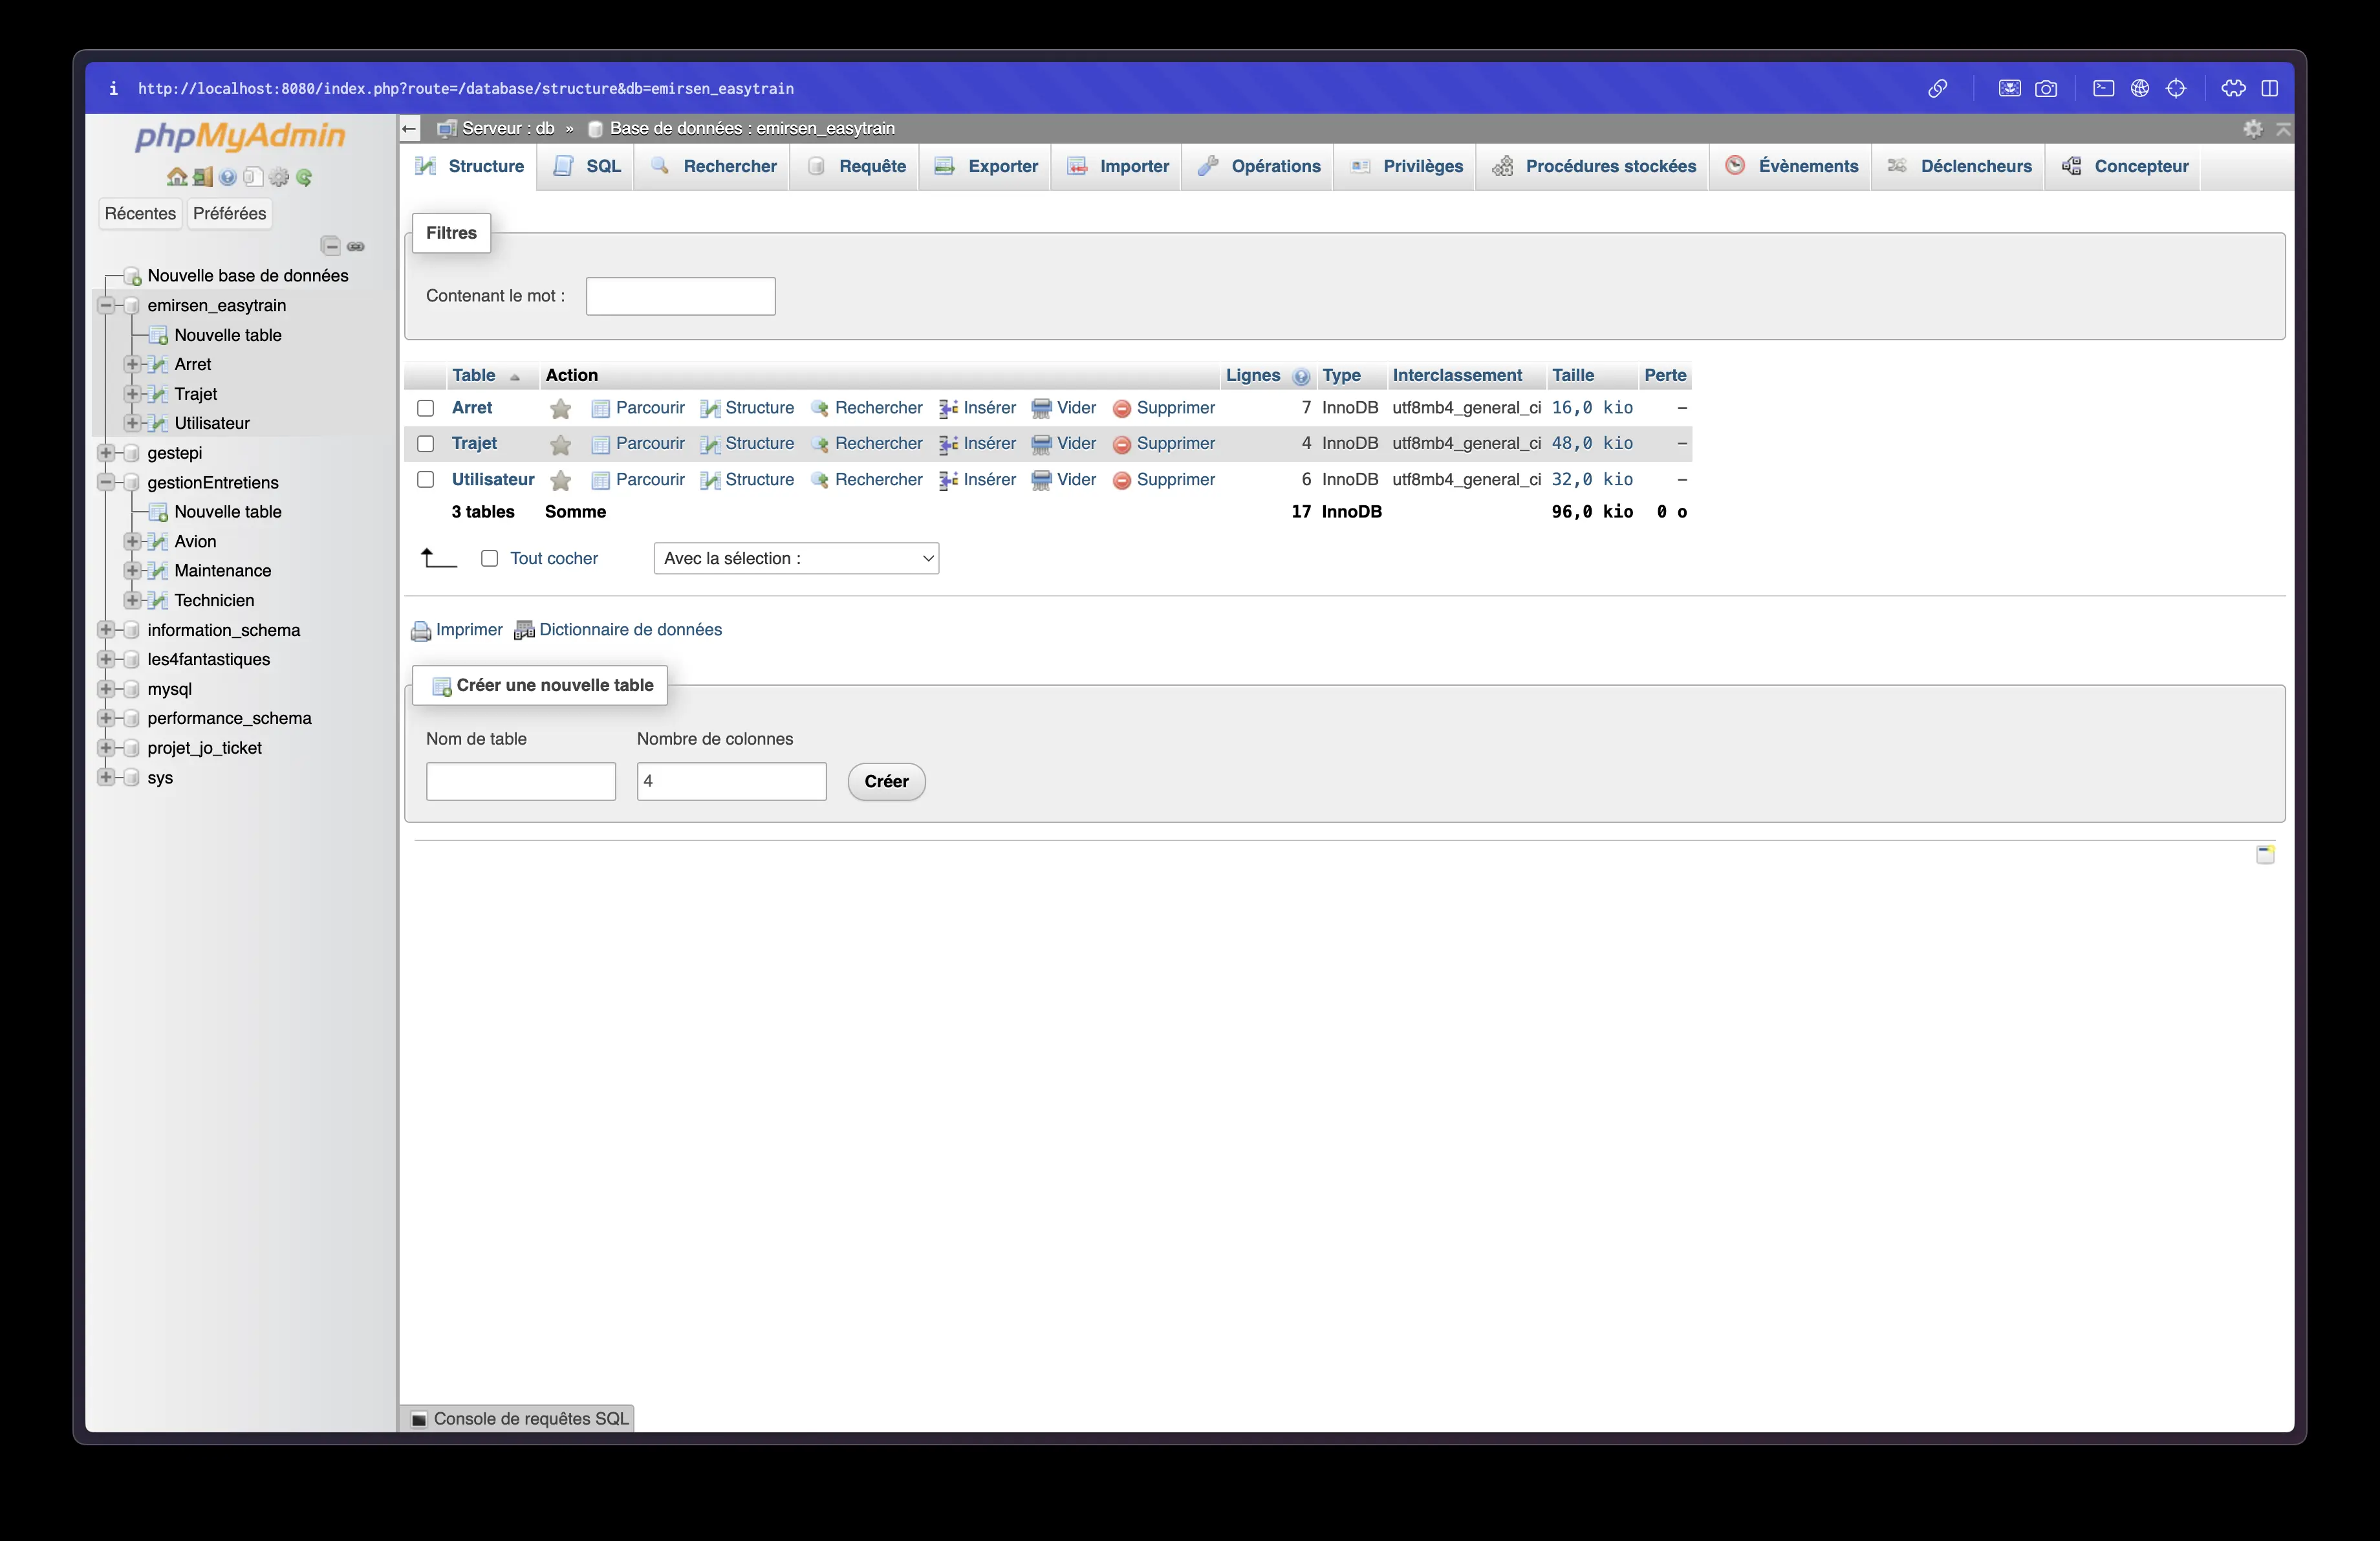 http://localhost:8080/index.php?route=/database/structure&db=emirsen_easytrain
phpMyAdmin
Récentes Préférées
Nouvelle base de données
emirsen_easytrain
Nouvelle table
Arret
Trajet
Utilisateur
gestepi
gestionEntretiens
Nouvelle table
Avion
Maintenance
Technicien
information_schema
les4fantastiques
mysql
performance_schema
projet_jo_ticket
sys
Serveur : db » Base de données : emirsen_easytrain
Structure SQL Rechercher Requête Exporter Importer Opérations Privilèges Procédures stockées Évènements Déclencheurs Concepteur
Filtres
Contenant le mot :
Table Action Lignes Type Interclassement Taille Perte
Arret Parcourir Structure Rechercher Insérer Vider Supprimer 7 InnoDB utf8mb4_general_ci 16,0 kio –
Trajet Parcourir Structure Rechercher Insérer Vider Supprimer 4 InnoDB utf8mb4_general_ci 48,0 kio –
Utilisateur Parcourir Structure Rechercher Insérer Vider Supprimer 6 InnoDB utf8mb4_general_ci 32,0 kio –
3 tables Somme 17 InnoDB 96,0 kio 0 o
Tout cocher Avec la sélection :
Imprimer Dictionnaire de données
Créer une nouvelle table
Nom de table Nombre de colonnes
4 Créer
Console de requêtes SQL